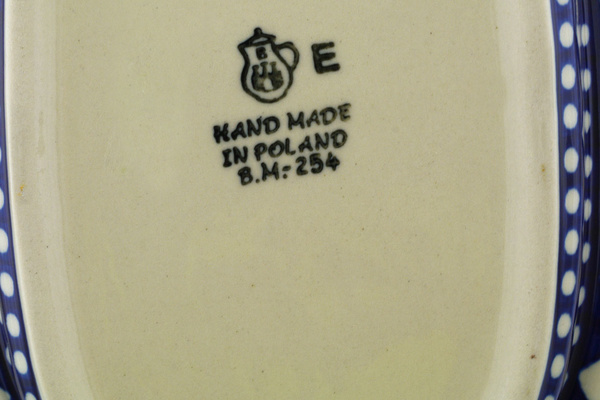 B E
HAND MADE
IN POLAND
B.M.-254